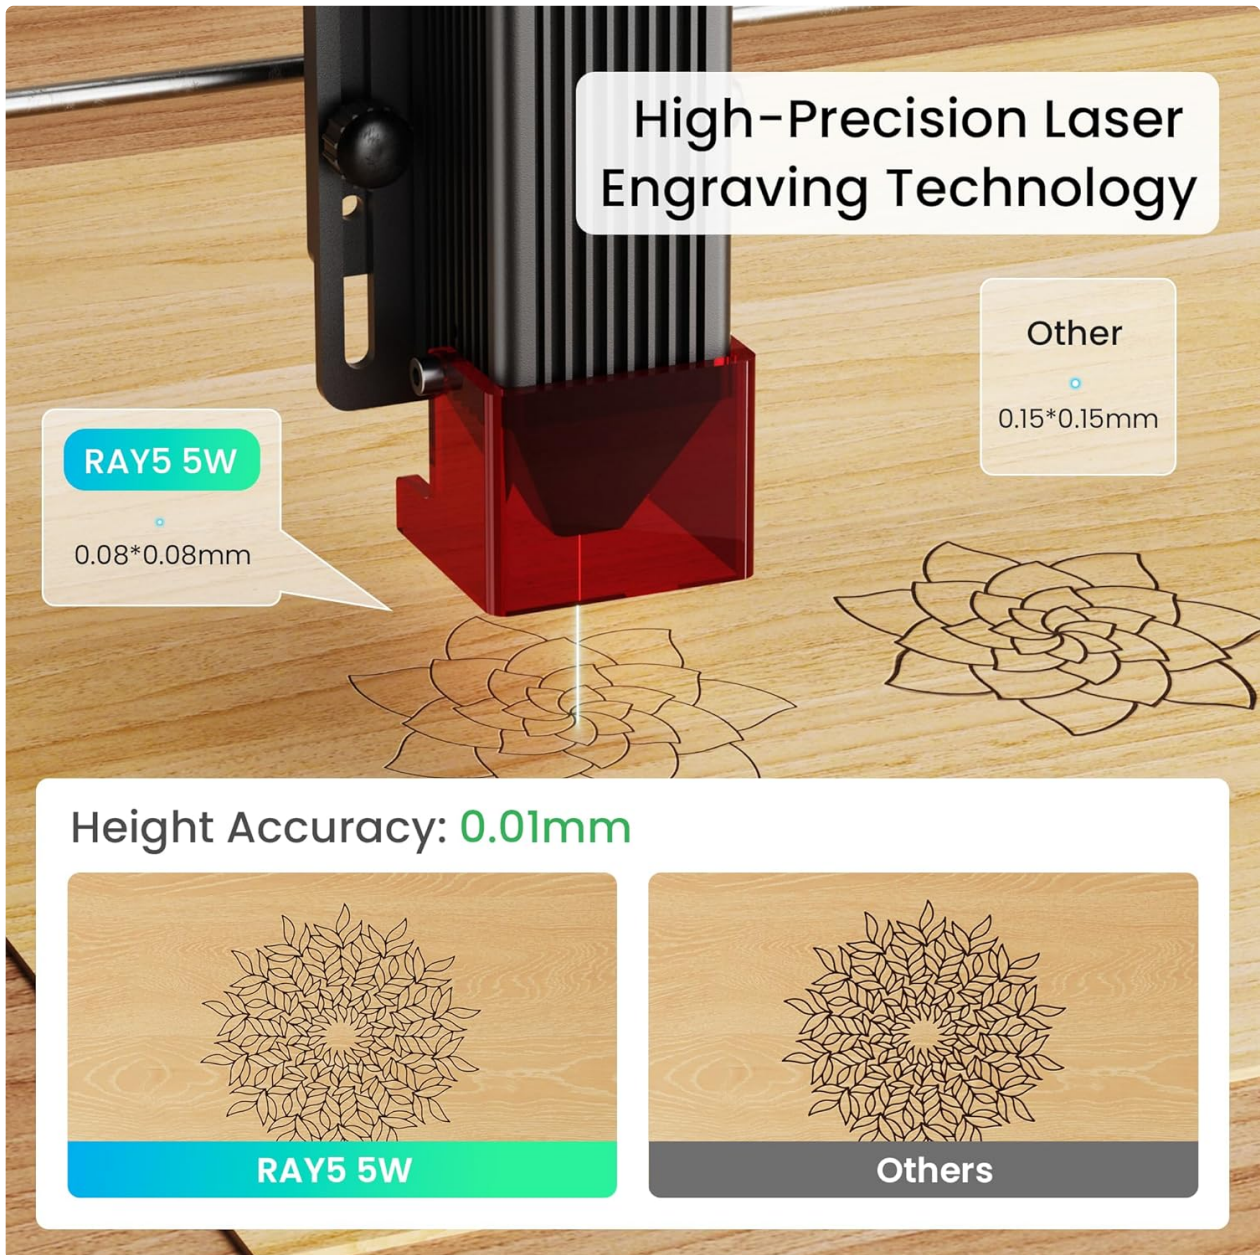 High-Precision Laser
Engraving Technology
Other
0.15*0.15mm
RAY5 5W
0.08*0.08mm
Height Accuracy: 0.01mm
RAY5 5W
Others